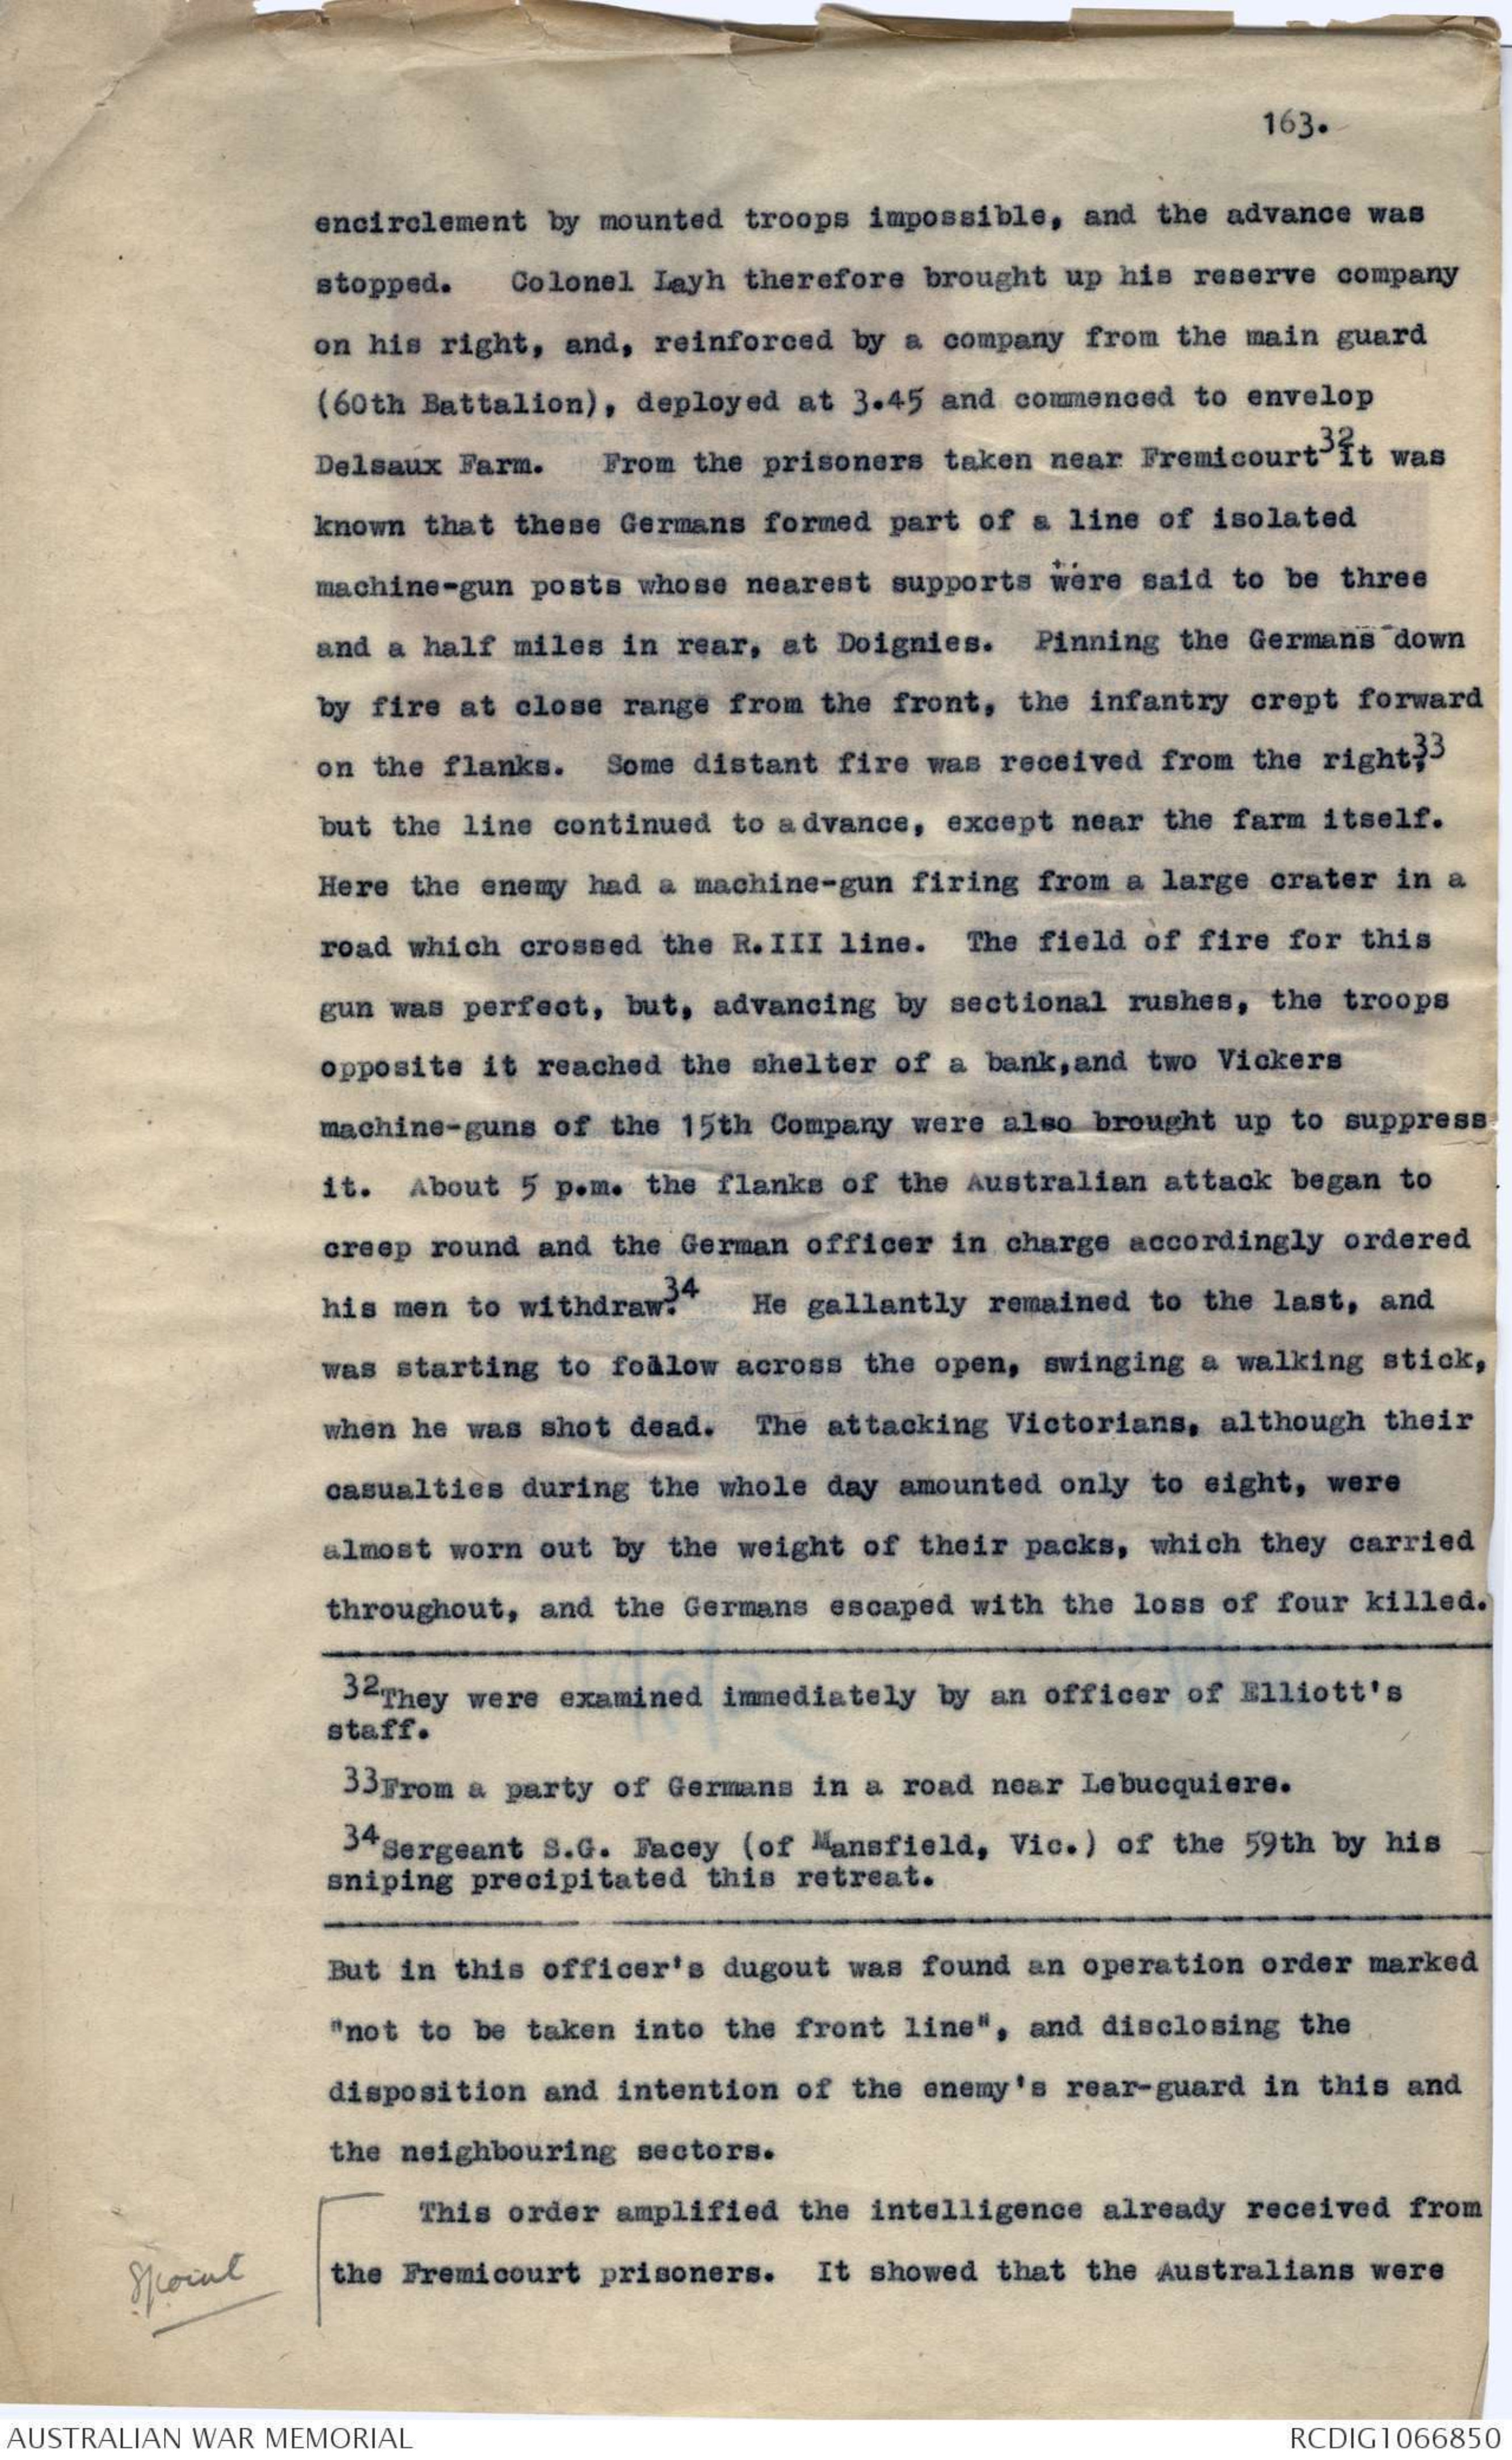 163.
encirclement by mounted troops impossible, and the advance was
stopped. Colonel Layh therefore brought up his reserve company
on his right, and, reinforced by a company from the main guard
(60th Battalion), deployed at 3.45 and commenced to envelop
Delsaux Farm. From the prisoners taken near Fremicourt 32 it was
known that these Germans formed part of a line of isolated
machine-gun posts whose nearest supports were said to be three
and a half miles in rear, at Doignies. Pinning the Germans down
by fire at close range from the front, the infantry crept forward
on the flanks. Some distant fire was received from the right,33
but the line continued to advance, except near the farm itself.
Here the enemy had a machine-gun firing from a large crater in a
road which crossed the R.III line. The field of fire for this
gun was perfect, but, advancing by sectional rushes, the troops
opposite it reached the shelter of a bank,and two Vickers
machine-guns of the 15th Company were also brought up to suppress
it. About 5 p.m. the flanks of the Australian attack began to
creep round and the German officer in charge accordingly ordered
his men to withdraw.34 He gallantly remained to the last, and
was starting to follow across the open, swinging a walking stick,
when he was shot dead. The attacking Victorians, although their
casualties during the whole day amounted only to eight, were
almost worn out by the weight of their packs, which they carried
throughout, and the Germans escaped with the loss of four killed.
32They were examined immediately by an officer of Elliott's
staff.
33From a party of Germans in a road near Lebucquiere.
34Sergeant S.G. Facey (of Mansfield, Vic.) of the 59th by his
sniping precipitated this retreat.
But in this officer's dugout was found an operation order marked
"not to be taken into the front line", and disclosing the
disposition and intention of the enemy's rear-guard in this and
the neighbouring sectors.
This order amplified the intelligence already received from
the Fremicourt prisoners. It showed that the Australians were
AUSTRALIAN WAR MEMORIAL
RCDIG1066850